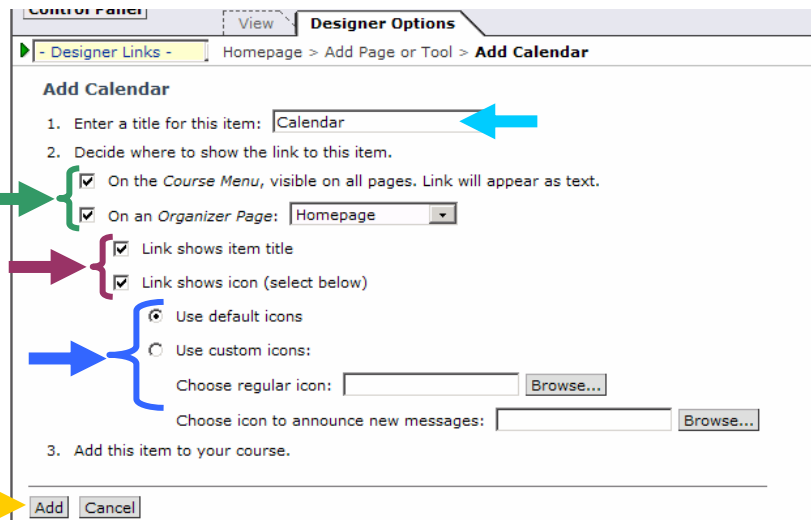 Control Panel
View Designer Options
- Designer Links - Homepage > Add Page or Tool > Add Calendar
Add Calendar
1. Enter a title for this item: Calendar
2. Decide where to show the link to this item.
On the Course Menu, visible on all pages. Link will appear as text.
On an Organizer Page: Homepage
Link shows item title
Link shows icon (select below)
Use default icons
Use custom icons:
Choose regular icon: Browse...
Choose icon to announce new messages: Browse...
3. Add this item to your course.
Add Cancel